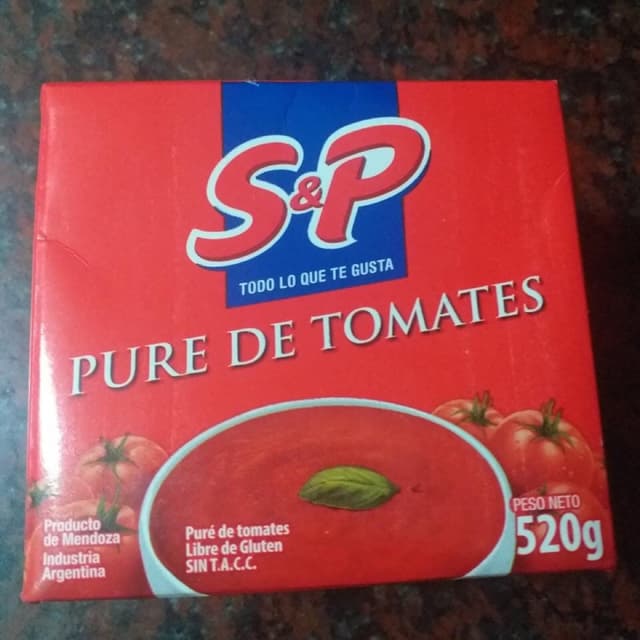 S&P
TODO LO QUE TE GUSTA
PURE DE TOMATES
Producto
de Mendoza
Industria
Argentina
Puré de tomates
Libre de Gluten
SIN T.A.C.C.
PESO NETO
520g